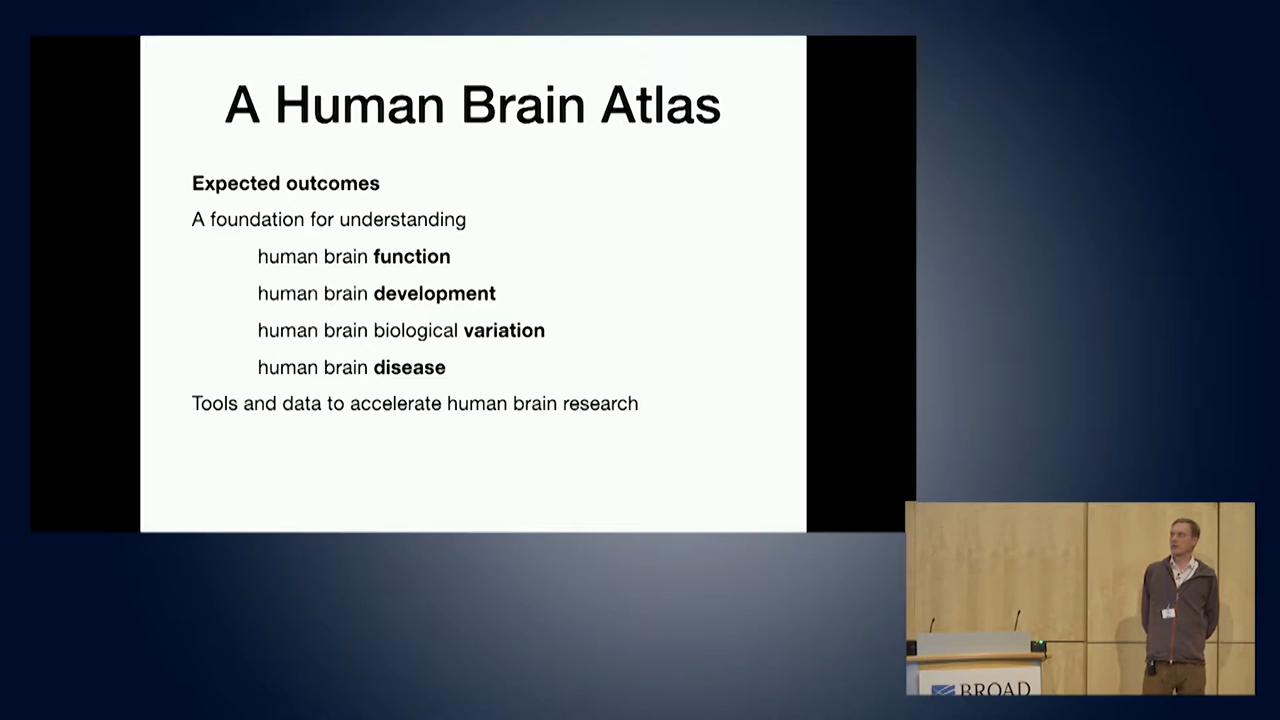 A Human Brain Atlas
Expected outcomes
A foundation for understanding
human brain function
human brain development
human brain biological variation
human brain disease
Tools and data to accelerate human brain research
BROAD